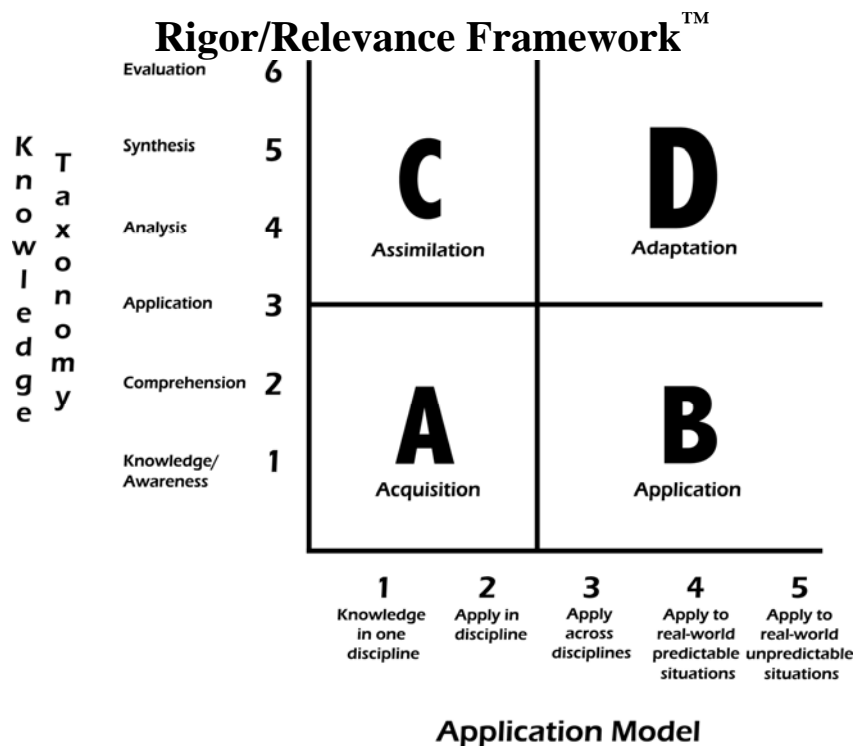 Rigor/Relevance Framework™
Knowledge
Taxonomy
Evaluation 6
Synthesis 5
Analysis 4
Application 3
Comprehension 2
Knowledge/
Awareness 1
C
Assimilation
D
Adaptation
A
Acquisition
B
Application
1
Knowledge
in one
discipline
2
Apply in
discipline
3
Apply
across
disciplines
4
Apply to
real-world
predictable
situations
5
Apply to
real-world
unpredictable
situations
Application Model